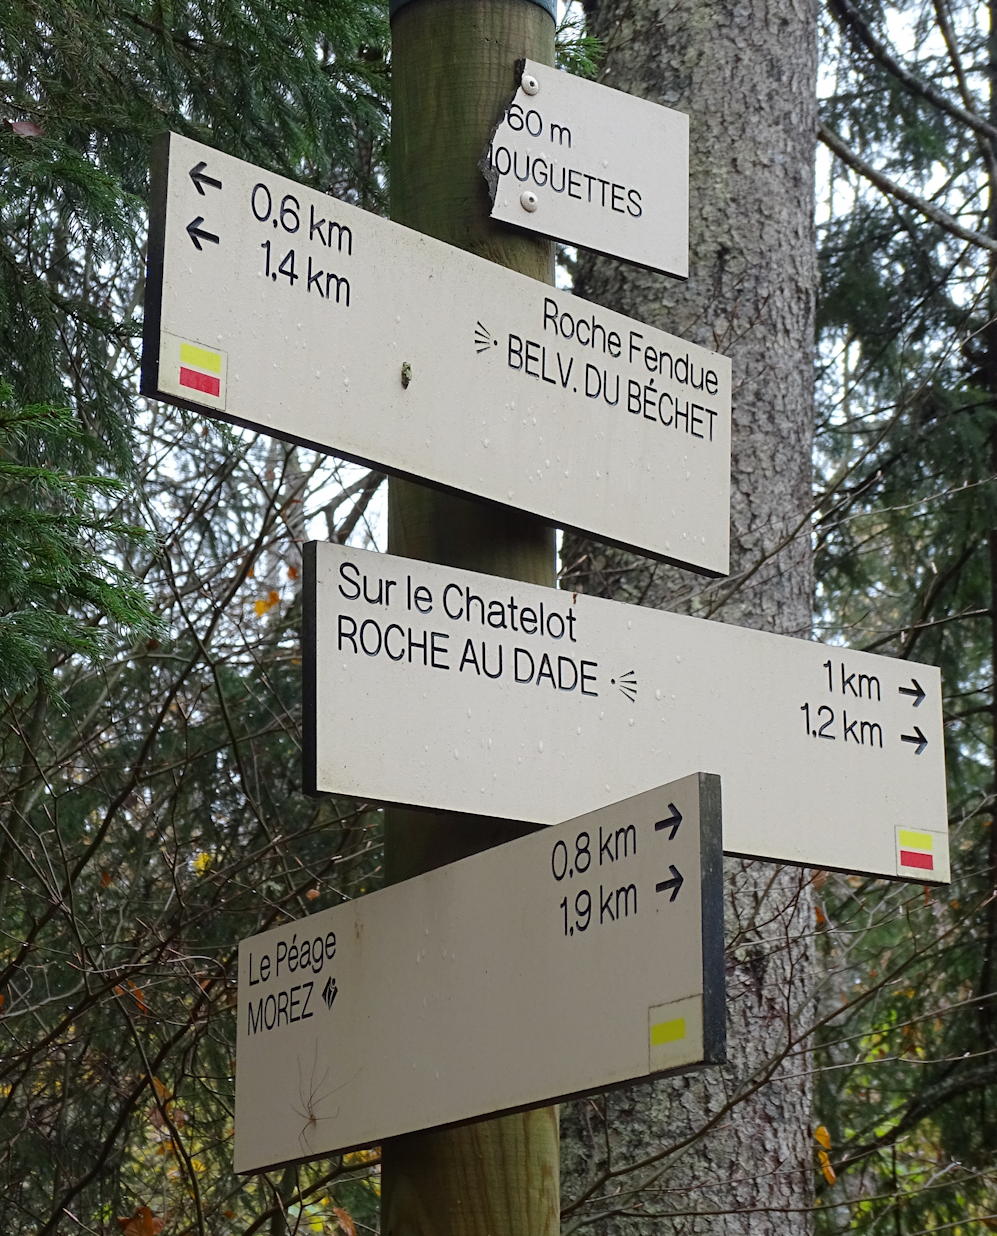 60 m
OUGUETTES
← 0,6 km Roche Fendue
← 1,4 km BELV. DU BÉCHET
Sur le Chatelot 1 km →
ROCHE AU DADE 1,2 km →
Le Péage 0,8 km →
MOREZ 1,9 km →